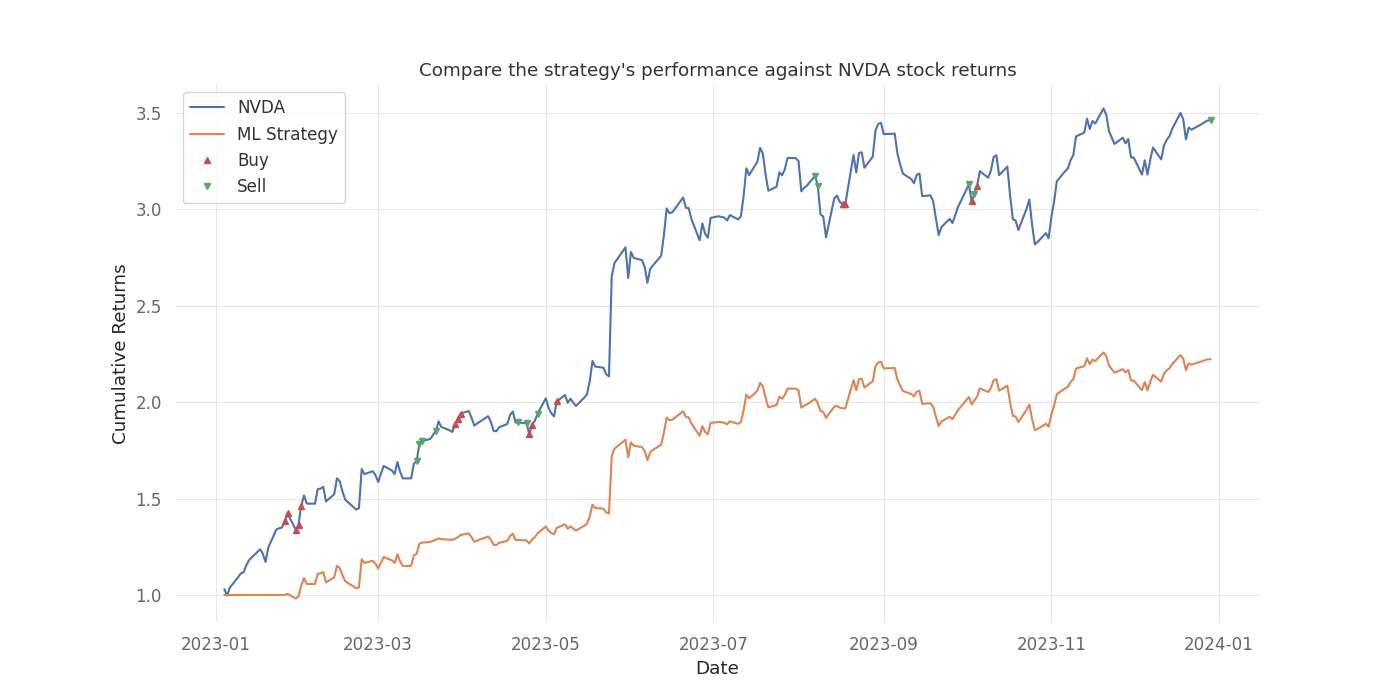 Compare the strategy's performance against NVDA stock returns
NVDA
ML Strategy
Buy
Sell
Cumulative Returns
3.5
3.0
2.5
2.0
1.5
1.0
2023-01
2023-03
2023-05
2023-07
2023-09
2023-11
2024-01
Date